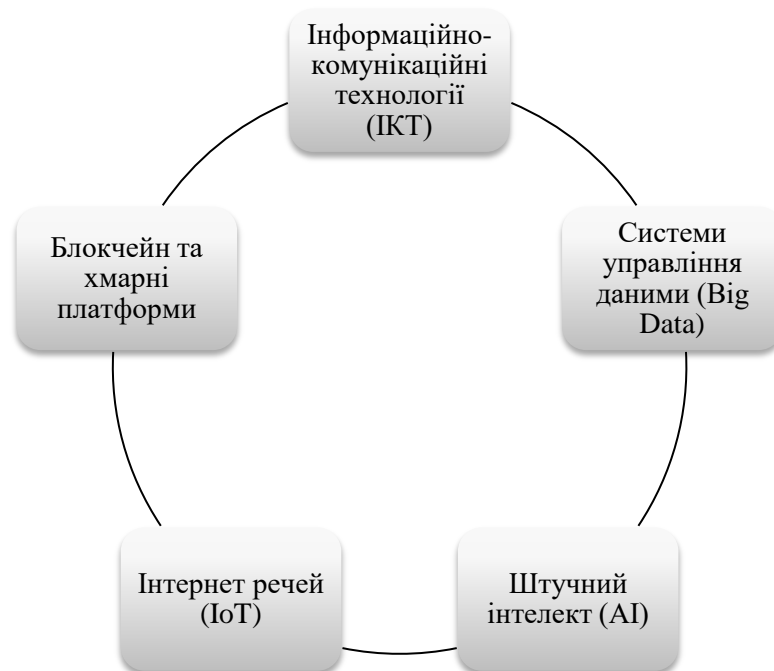 Інформаційно-
комунікаційні
технології
(ІКТ)
Системи
управління
даними (Big
Data)
Штучний
інтелект (AI)
Інтернет речей
(IoT)
Блокчейн та
хмарні
платформи